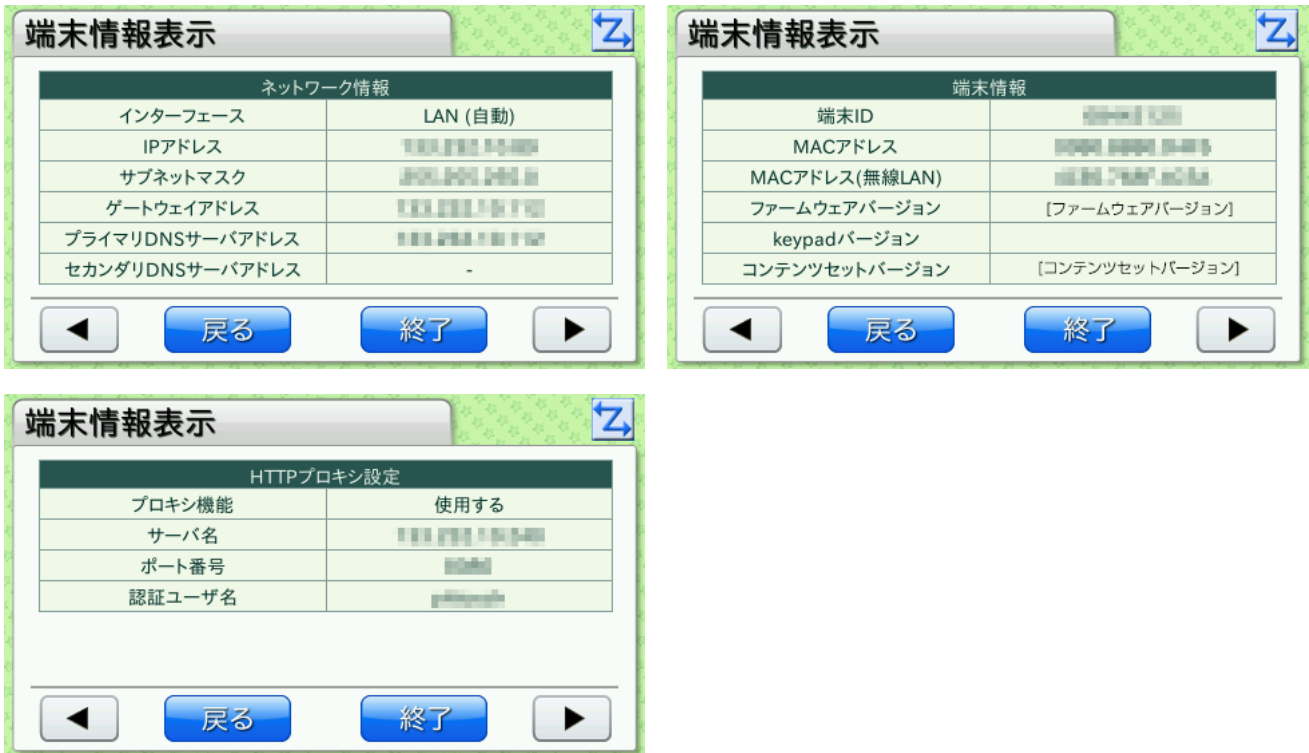 端末情報表示
ネットワーク情報
インターフェース LAN (自動)
IPアドレス
サブネットマスク
ゲートウェイアドレス
プライマリDNSサーバアドレス
セカンダリDNSサーバアドレス -
戻る 終了
端末情報表示
端末情報
端末ID
MACアドレス
MACアドレス(無線LAN)
ファームウェアバージョン [ファームウェアバージョン]
keypadバージョン
コンテンツセットバージョン [コンテンツセットバージョン]
戻る 終了
端末情報表示
HTTPプロキシ設定
プロキシ機能 使用する
サーバ名
ポート番号
認証ユーザ名
戻る 終了